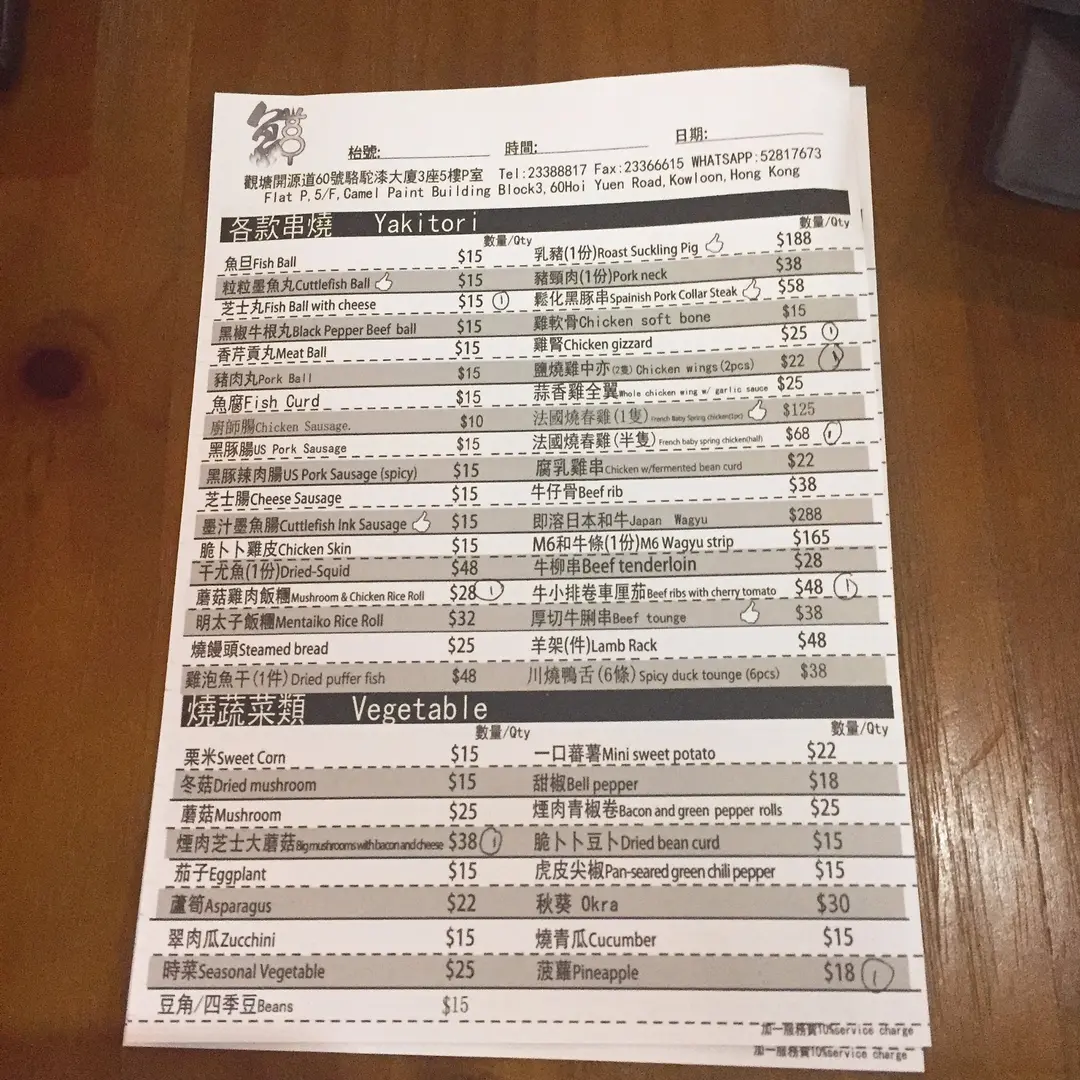 鮮
枱號: 時間: 日期:
觀塘開源道60號駱駝漆大廈3座5樓P室 Tel:23388817 Fax:23366615 WHATSAPP:52817673
Flat P,5/F,Camel Paint Building Block3,60Hoi Yuen Road,Kowloon,Hong Kong
各款串燒 Yakitori
數量/Qty 數量/Qty
魚旦Fish Ball $15 乳豬(1份)Roast Suckling Pig $188
粒粒墨魚丸Cuttlefish Ball $15 豬頸肉(1份)Pork neck $38
芝士丸Fish Ball with cheese $15 1 鬆化黑豚串Spainish Pork Collar Steak $58
黑椒牛根丸Black Pepper Beef ball $15 雞軟骨Chicken soft bone $15
香芹貢丸Meat Ball $15 雞腎Chicken gizzard $25 1
豬肉丸Pork Ball $15 鹽燒雞中亦(2隻) Chicken wings(2pcs) $22 1
魚腐Fish Curd $15 蒜香雞全翼Whole chicken wing w/ garlic sauce $25
廚師腸Chicken Sausage. $10 法國燒春雞(1隻)French Baby Spring chicken(1pc) $125
黑豚腸US Pork Sausage $15 法國燒春雞(半隻)French baby spring chicken(half) $68 1
黑豚辣肉腸US Pork Sausage (spicy) $15 腐乳雞串Chicken w/fermented bean curd $22
芝士腸Cheese Sausage $15 牛仔骨Beef rib $38
墨汁墨魚腸Cuttlefish Ink Sausage $15 即溶日本和牛Japan Wagyu $288
脆卜卜雞皮Chicken Skin $15 M6和牛條(1份)M6 Wagyu strip $165
干尤魚(1份)Dried-Squid $48 牛柳串Beef tenderloin $28
蘑菇雞肉飯糰Mushroom & Chicken Rice Roll $28 1 牛小排卷車厘茄Beef ribs with cherry tomato $48 1
明太子飯糰Mentaiko Rice Roll $32 厚切牛脷串Beef tounge $38
燒饅頭Steamed bread $25 羊架(件)Lamb Rack $48
雞泡魚干(1件) Dried puffer fish $48 川燒鴨舌(6條) Spicy duck tounge (6pcs) $38
燒蔬菜類 Vegetable
數量/Qty 數量/Qty
粟米Sweet Corn $15 一口蕃薯Mini sweet potato $22
冬菇Dried mushroom $15 甜椒Bell pepper $18
蘑菇Mushroom $25 煙肉青椒卷Bacon and green pepper rolls $25
煙肉芝士大蘑菇Big mushrooms with bacon and cheese $38 1 脆卜卜豆卜Dried bean curd $15
茄子Eggplant $15 虎皮尖椒Pan-seared green chili pepper $15
蘆筍Asparagus $22 秋葵 Okra $30
翠肉瓜Zucchini $15 燒青瓜Cucumber $15
時菜Seasonal Vegetable $25 菠蘿Pineapple $18 1
豆角/四季豆Beans $15
加一服務費10%service charge
加一服務費10%service charge